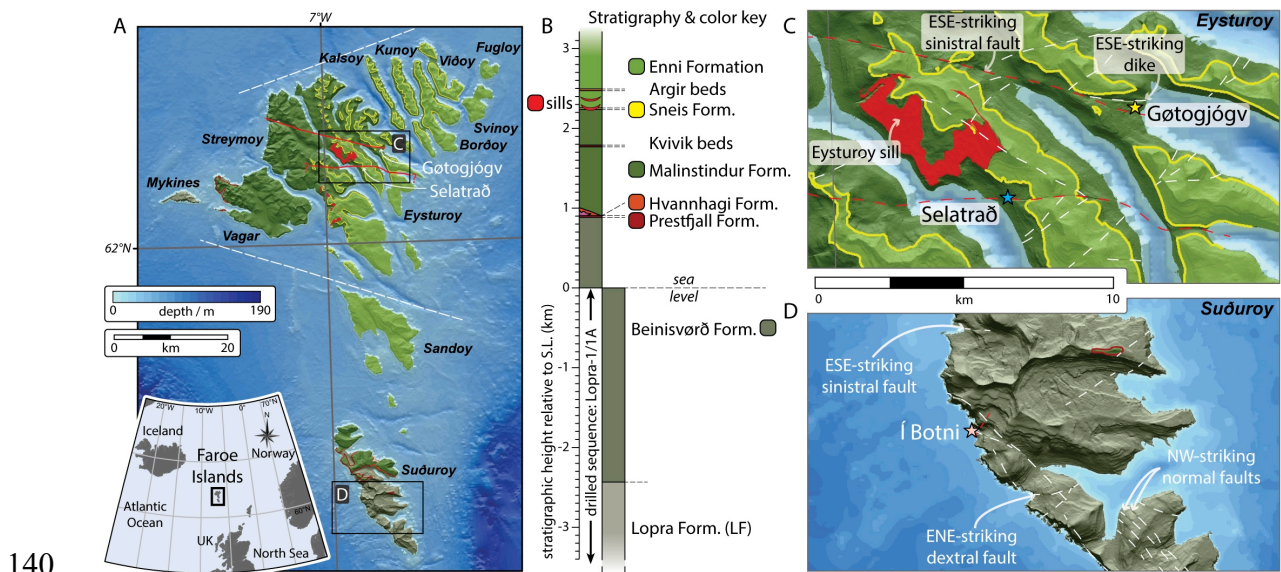 140
A
7°W
Kalsoy
Kunoy
Viðoy
Fugloy
Streymoy
C
Svinoy
Borðoy
Gøtogjógv
Selatrað
Mykines
Eysturoy
Vagar
62°N
0
depth / m
190
0
km
20
Sandoy
Suðuroy
D
20°W
10°W
0°
70°N
N
Iceland
Norway
Faroe
Islands
Atlantic
Ocean
60°N
UK
North Sea
B
Stratigraphy & color key
stratigraphic height relative to S.L. (km)
3
2
1
0
-1
-2
-3
drilled sequence: Lopra-1/1A
Enni Formation
Argir beds
sills
Sneis Form.
Kvivik beds
Malinstindur Form.
Hvannhagi Form.
Prestfjall Form.
sea
level
Beinisvørð Form.
Lopra Form. (LF)
C
Eysturoy
ESE-striking
sinistral fault
ESE-striking
dike
Gøtogjógv
Eysturoy sill
Selatrað
0
km
10
D
Suðuroy
ESE-striking
sinistral fault
Í Botni
NW-striking
normal faults
ENE-striking
dextral fault